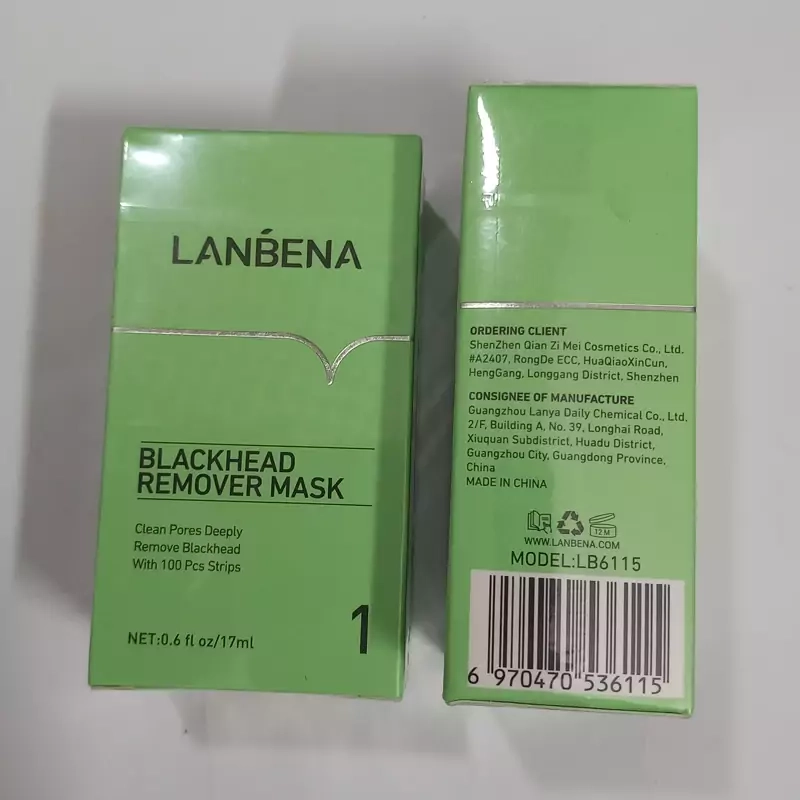 LANBENA
BLACKHEAD
REMOVER MASK
Clean Pores Deeply
Remove Blackhead
With 100 Pcs Strips
NET:0.6 fl oz/17ml
1
ORDERING CLIENT
ShenZhen Qian Zi Mei Cosmetics Co., Ltd.
#A2407, RongDe ECC, HuaQiaoXinCun,
HengGang, Longgang District, Shenzhen
CONSIGNEE OF MANUFACTURE
Guangzhou Lanya Daily Chemical Co., Ltd.
2/F, Building A, No. 39, Longhai Road,
Xiuquan Subdistrict, Huadu District,
Guangzhou City, Guangdong Province,
China
MADE IN CHINA
12 M
WWW.LANBENA.COM
MODEL:LB6115
6 970470 536115